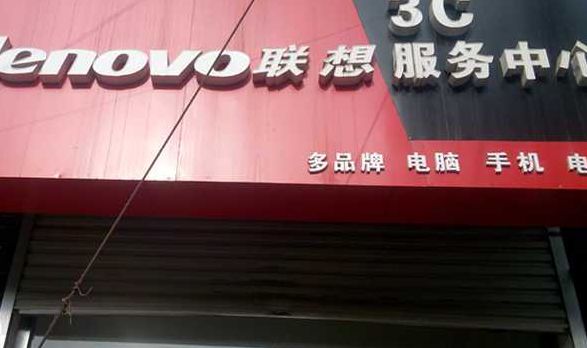 3C
lenovo联想 服务中心
多品牌 电脑 手机 电